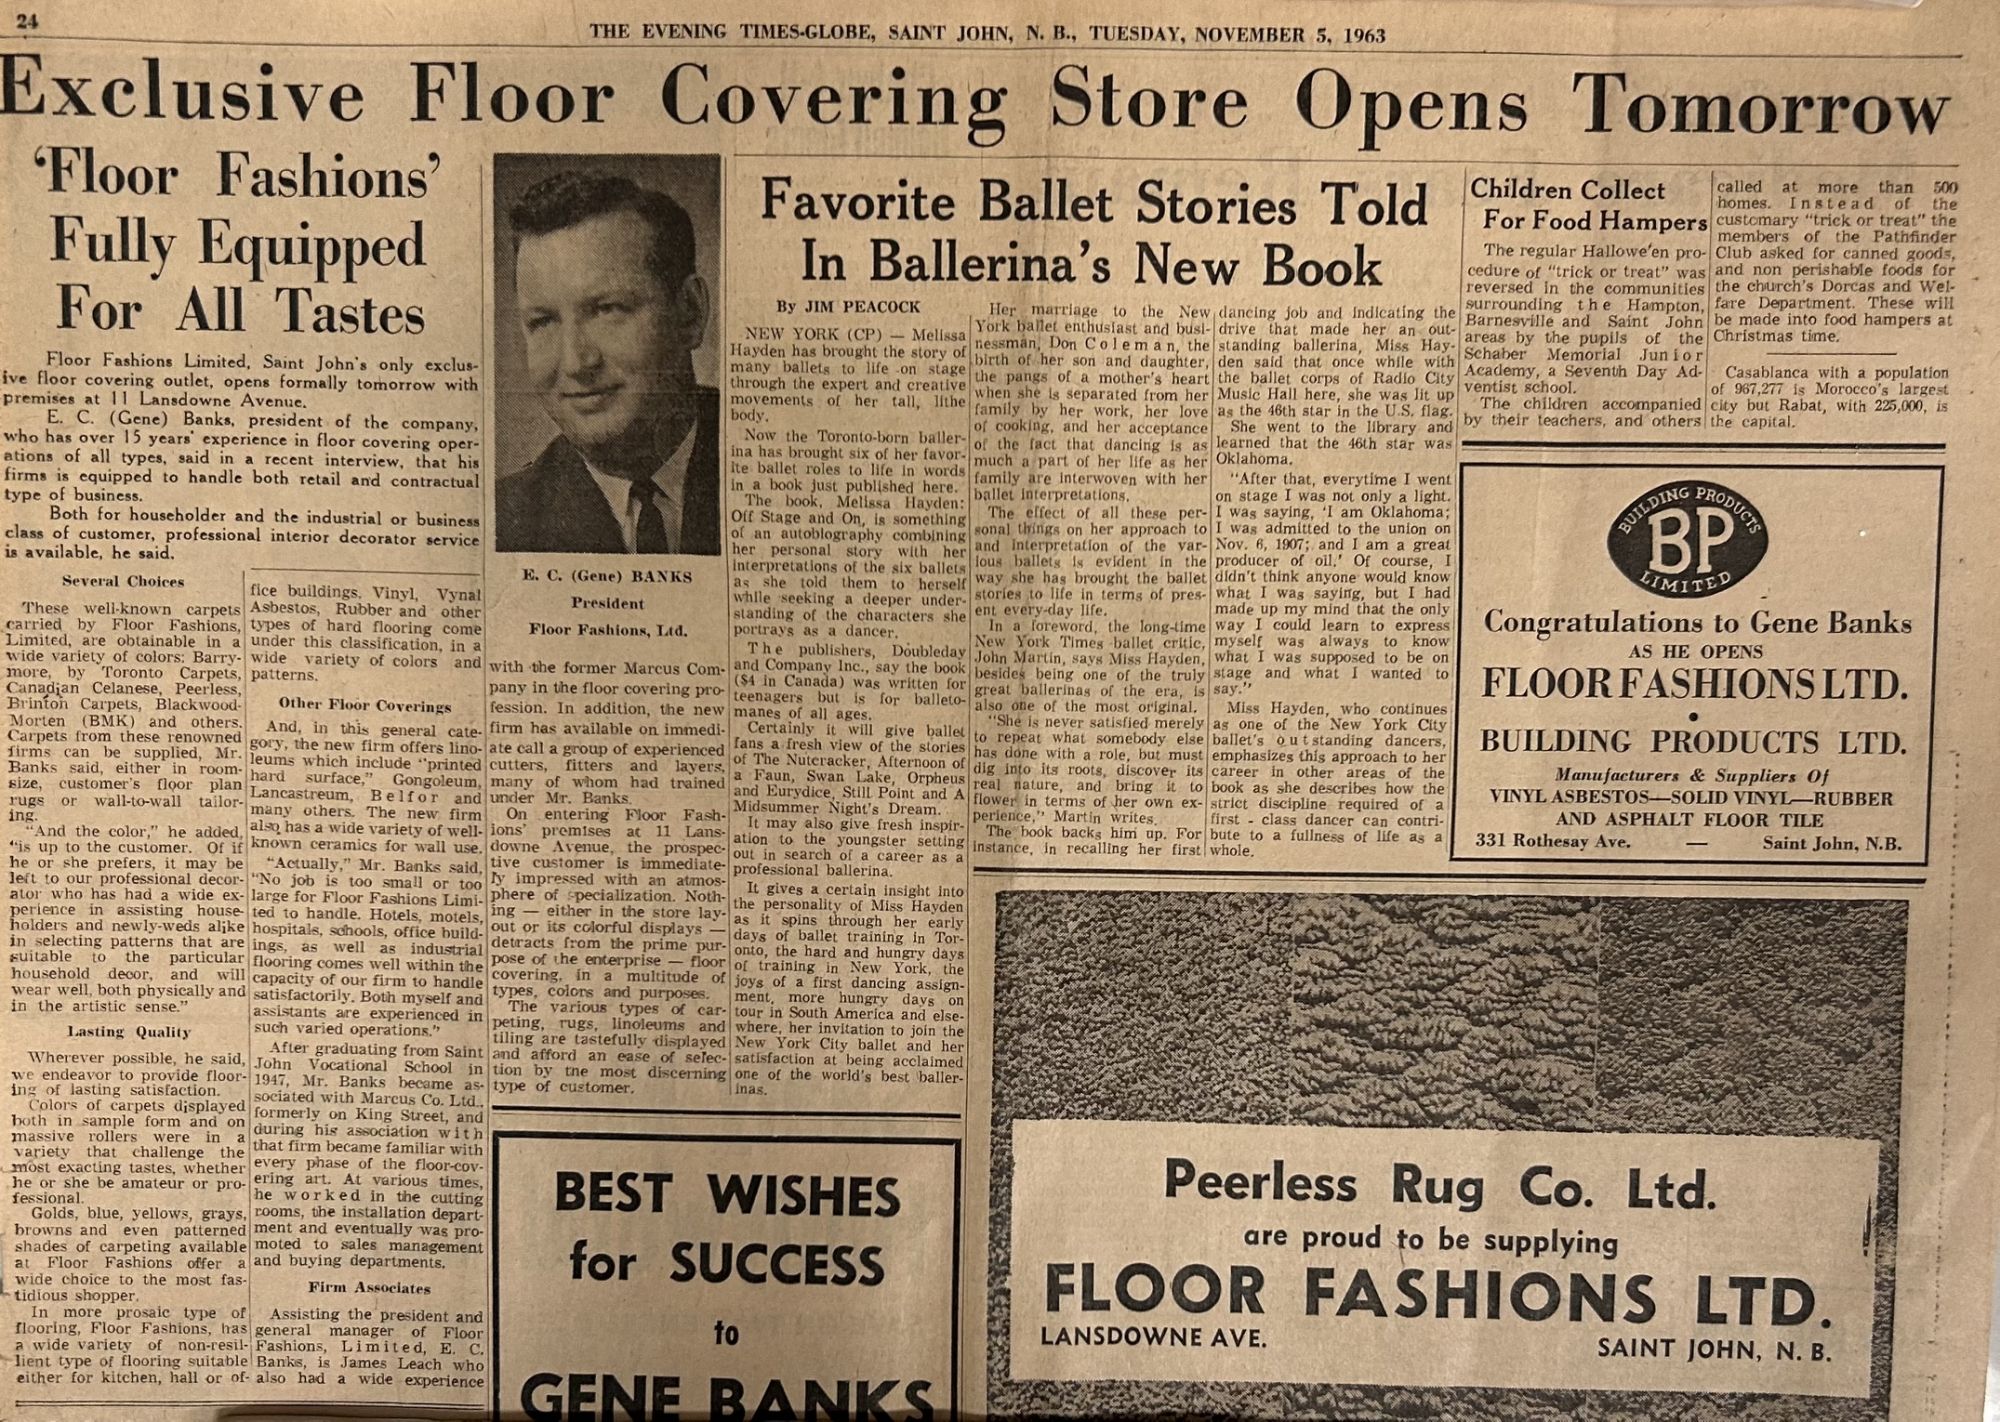 24
THE EVENING TIMES-GLOBE, SAINT JOHN, N. B., TUESDAY, NOVEMBER 5, 1963
Exclusive Floor Covering Store Opens Tomorrow
'Floor Fashions'
Fully Equipped
For All Tastes
Floor Fashions Limited, Saint John's only exclus-
ive floor covering outlet, opens formally tomorrow with
premises at 11 Lansdowne Avenue.
E. C. (Gene) Banks, president of the company,
who has over 15 years' experience in floor covering oper-
ations of all types, said in a recent interview, that his
firms is equipped to handle both retail and contractual
type of business.
Both for householder and the industrial or business
class of customer, professional interior decorator service
is available, he said.
Several Choices
These well-known carpets
carried by Floor Fashions,
Limited, are obtainable in a
wide variety of colors: Barry-
more, by Toronto Carpets,
Canadian Celanese, Peerless,
Brinton Carpets, Blackwood-
Morten (BMK) and others.
Carpets from these renowned
firms can be supplied, Mr.
Banks said, either in room-
size, customer's floor plan
rugs or wall-to-wall tailor-
ing.
"And the color," he added,
"is up to the customer. Of if
he or she prefers, it may be
left to our professional decor-
ator who has had a wide ex-
perience in assisting house-
holders and newly-weds alike
in selecting patterns that are
suitable to the particular
household decor, and will
wear well, both physically and
in the artistic sense."
Lasting Quality
Wherever possible, he said,
we endeavor to provide floor-
ing of lasting satisfaction.
Colors of carpets displayed
both in sample form and on
massive rollers were in a
variety that challenge the
most exacting tastes, whether
he or she be amateur or pro-
fessional.
Golds, blue, yellows, grays,
browns and even patterned
shades of carpeting available
at Floor Fashions offer a
wide choice to the most fas-
tidious shopper.
In more prosaic type of
flooring, Floor Fashions, has
a wide variety of non-resil-
lient type of flooring suitable
either for kitchen, hall or of-
fice buildings. Vinyl, Vynal
Asbestos, Rubber and other
types of hard flooring come
under this classification, in a
wide variety of colors and
patterns.
Other Floor Coverings
And, in this general cate-
gory, the new firm offers lino-
leums which include "printed
hard surface," Gongoleum,
Lancastreum, Belfor and
many others. The new firm
also has a wide variety of well-
known ceramics for wall use.
"Actually," Mr. Banks said,
"No job is too small or too
large for Floor Fashions Limi-
ted to handle. Hotels, motels,
hospitals, schools, office build-
ings, as well as industrial
flooring comes well within the
capacity of our firm to handle
satisfactorily. Both myself and
assistants are experienced in
such varied operations."
After graduating from Saint
John Vocational School in
1947, Mr. Banks became as-
sociated with Marcus Co. Ltd.,
formerly on King Street, and
during his association with
that firm became familiar with
every phase of the floor-cov-
ering art. At various times,
he worked in the cutting
rooms, the installation depart-
ment and eventually was pro-
moted to sales management
and buying departments.
Firm Associates
Assisting the president and
general manager of Floor
Fashions, Limited, E. C.
Banks, is James Leach who
also had a wide experience
E. C. (Gene) BANKS
President
Floor Fashions, Ltd.
with the former Marcus Com-
pany in the floor covering pro-
fession. In addition, the new
firm has available on immedi-
ate call a group of experienced
cutters, fitters and layers,
many of whom had trained
under Mr. Banks.
On entering Floor Fash-
ions' premises at 11 Lans-
downe Avenue, the prospec-
tive customer is immediate-
ly impressed with an atmos-
phere of specialization. Noth-
ing — either in the store lay-
out or its colorful displays —
detracts from the prime pur-
pose of the enterprise — floor
covering, in a multitude of
types, colors and purposes.
The various types of car-
peting, rugs, linoleums and
tiling are tastefully displayed
and afford an ease of selec-
tion by the most discerning
type of customer.
BEST WISHES
for SUCCESS
to
GENE BANKS
Favorite Ballet Stories Told
In Ballerina's New Book
By JIM PEACOCK
NEW YORK (CP) — Melissa
Hayden has brought the story of
many ballets to life on stage
through the expert and creative
movements of her tall, lithe
body.
Now the Toronto-born baller-
ina has brought six of her favor-
ite ballet roles to life in words
in a book just published here.
The book, Melissa Hayden:
Off Stage and On, is something
of an autobiography combining
her personal story with her
interpretations of the six ballets
as she told them to herself
while seeking a deeper under-
standing of the characters she
portrays as a dancer.
The publishers, Doubleday
and Company Inc., say the book
($4 in Canada) was written for
teenagers but is for balleto-
manes of all ages.
Certainly it will give ballet
fans a fresh view of the stories
of The Nutcracker, Afternoon of
a Faun, Swan Lake, Orpheus
and Eurydice, Still Point and A
Midsummer Night's Dream.
It may also give fresh inspir-
ation to the youngster setting
out in search of a career as a
professional ballerina.
It gives a certain insight into
the personality of Miss Hayden
as it spins through her early
days of ballet training in Tor-
onto, the hard and hungry days
of training in New York, the
joys of a first dancing assign-
ment, more hungry days on
tour in South America and else-
where, her invitation to join the
New York City ballet and her
satisfaction at being acclaimed
one of the world's best baller-
inas.
Her marriage to the New
York ballet enthusiast and busi-
nessman, Don Coleman, the
birth of her son and daughter,
the pangs of a mother's heart
when she is separated from her
family by her work, her love
of cooking, and her acceptance
of the fact that dancing is as
much a part of her life as her
family are interwoven with her
ballet interpretations.
The effect of all these per-
sonal things on her approach to
and interpretation of the var-
ious ballets is evident in the
way she has brought the ballet
stories to life in terms of pres-
ent every-day life.
In a foreword, the long-time
New York Times ballet critic,
John Martin, says Miss Hayden,
besides being one of the truly
great ballerinas of the era, is
also one of the most original.
"She is never satisfied merely
to repeat what somebody else
has done with a role, but must
dig into its roots, discover its
real nature, and bring it to
flower in terms of her own ex-
perience," Martin writes.
The book backs him up. For
instance, in recalling her first
dancing job and indicating the
drive that made her an out-
standing ballerina, Miss Hay-
den said that once while with
the ballet corps of Radio City
Music Hall here, she was lit up
as the 46th star in the U.S. flag.
She went to the library and
learned that the 46th star was
Oklahoma.
"After that, everytime I went
on stage I was not only a light.
I was saying, 'I am Oklahoma;
I was admitted to the union on
Nov. 6, 1907; and I am a great
producer of oil.' Of course, I
didn't think anyone would know
what I was saying, but I had
made up my mind that the only
way I could learn to express
myself was always to know
what I was supposed to be on
stage and what I wanted to
say."
Miss Hayden, who continues
as one of the New York City
ballet's outstanding dancers,
emphasizes this approach to her
career in other areas of the
book as she describes how the
strict discipline required of a
first - class dancer can contri-
bute to a fullness of life as a
whole.
Children Collect
For Food Hampers
The regular Hallowe'en pro-
cedure of "trick or treat" was
reversed in the communities
surrounding the Hampton,
Barnesville and Saint John
areas by the pupils of the
Schaber Memorial Junior
Academy, a Seventh Day Ad-
ventist school.
The children accompanied
by their teachers, and others
called at more than 500
homes. Instead of the
customary "trick or treat" the
members of the Pathfinder
Club asked for canned goods,
and non perishable foods for
the church's Dorcas and Wel-
fare Department. These will
be made into food hampers at
Christmas time.
Casablanca with a population
of 967,277 is Morocco's largest
city but Rabat, with 225,000, is
the capital.
BUILDING PRODUCTS
BP
LIMITED
Congratulations to Gene Banks
AS HE OPENS
FLOOR FASHIONS LTD.
•
BUILDING PRODUCTS LTD.
Manufacturers & Suppliers Of
VINYL ASBESTOS—SOLID VINYL—RUBBER
AND ASPHALT FLOOR TILE
331 Rothesay Ave. — Saint John, N.B.
Peerless Rug Co. Ltd.
are proud to be supplying
FLOOR FASHIONS LTD.
LANSDOWNE AVE.
SAINT JOHN, N. B.